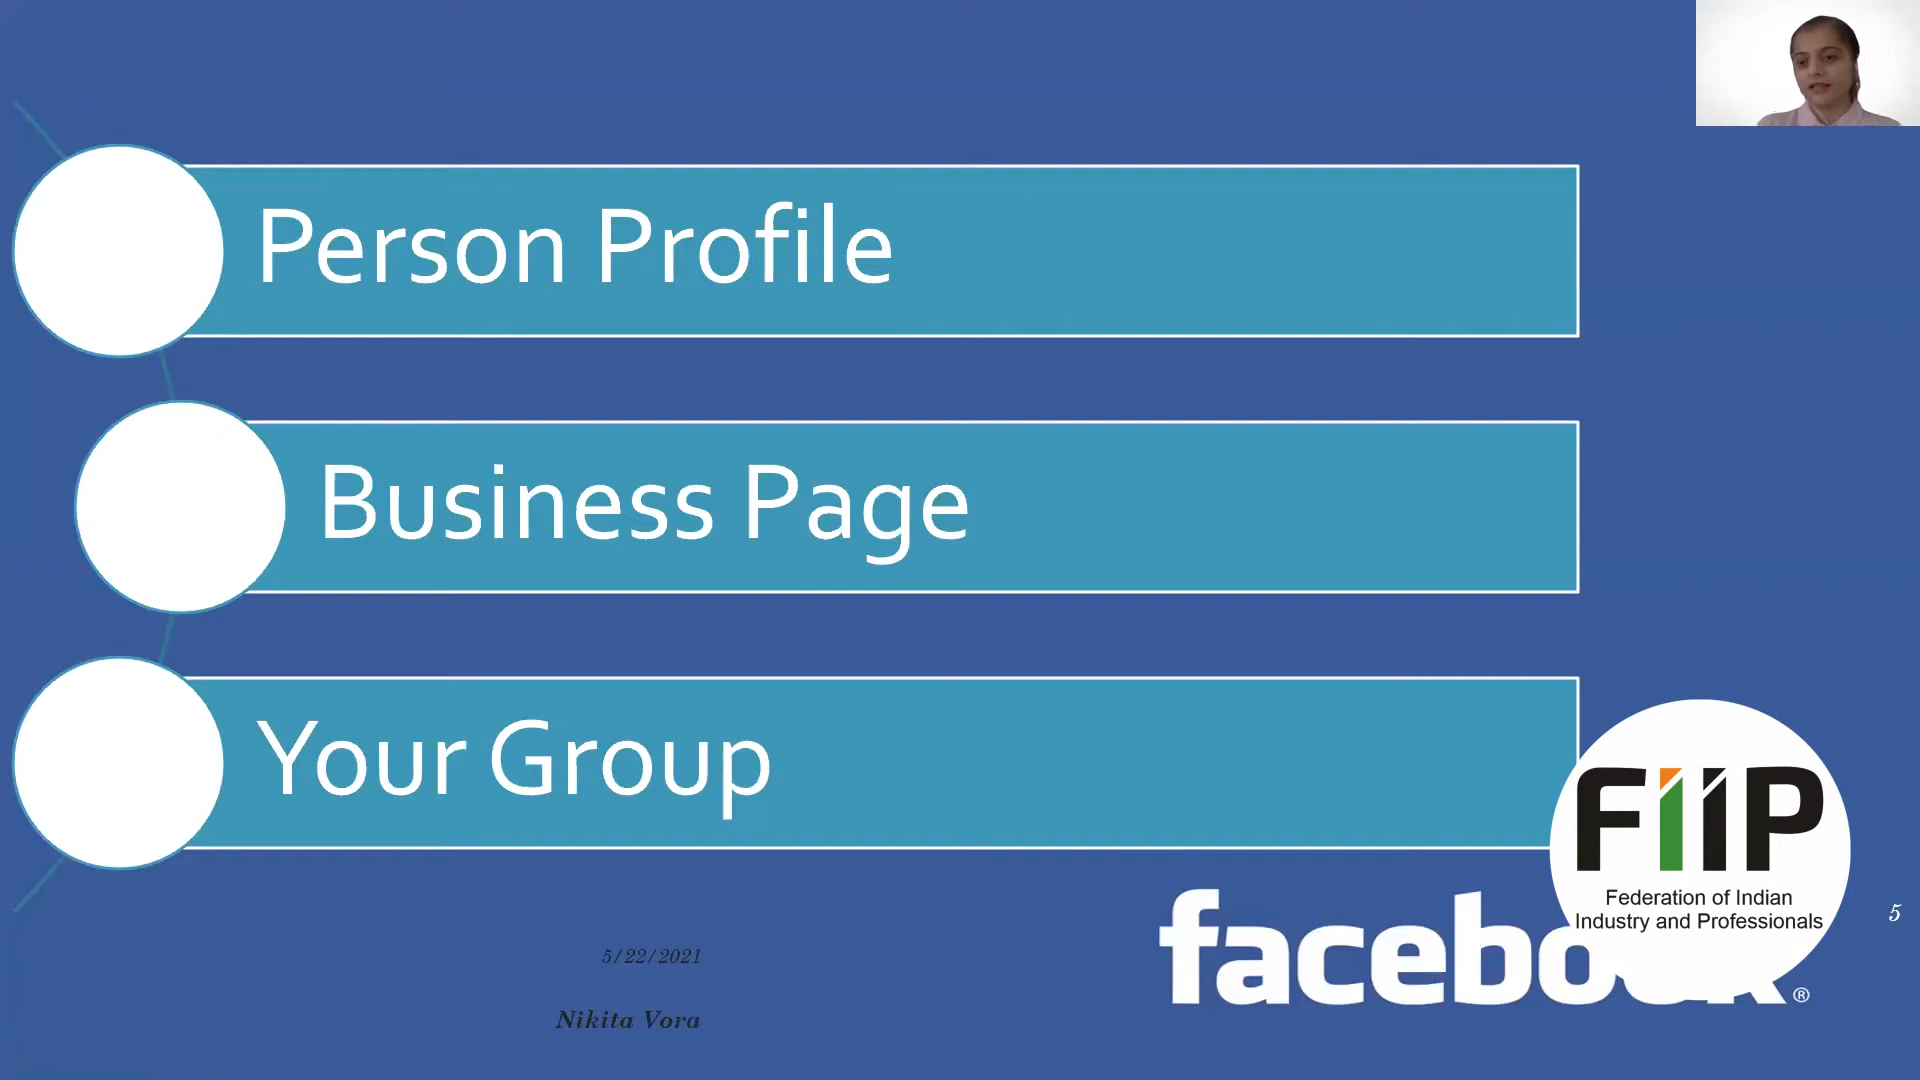 Person Profile
Business Page
Your Group
FIIP
Federation of Indian
Industry and Professionals
5
facebook®
5/22/2021
Nikita Vora